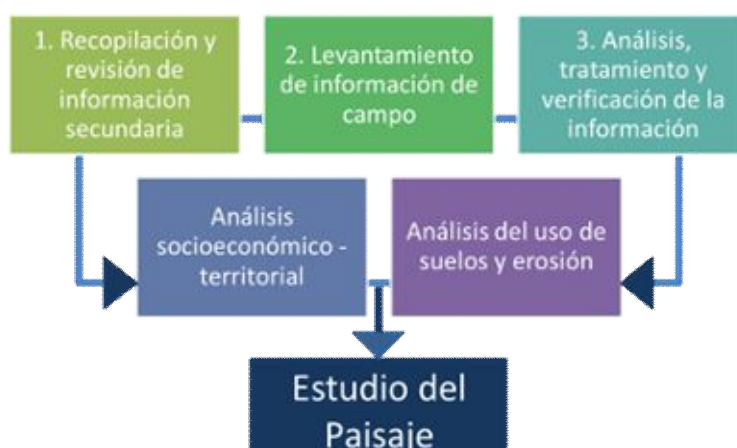 1. Recopilación y
revisión de
información
secundaria
2. Levantamiento
de información de
campo
3. Análisis,
tratamiento y
verificación de la
información
Análisis
socioeconómico -
territorial
Análisis del uso de
suelos y erosión
Estudio del
Paisaje